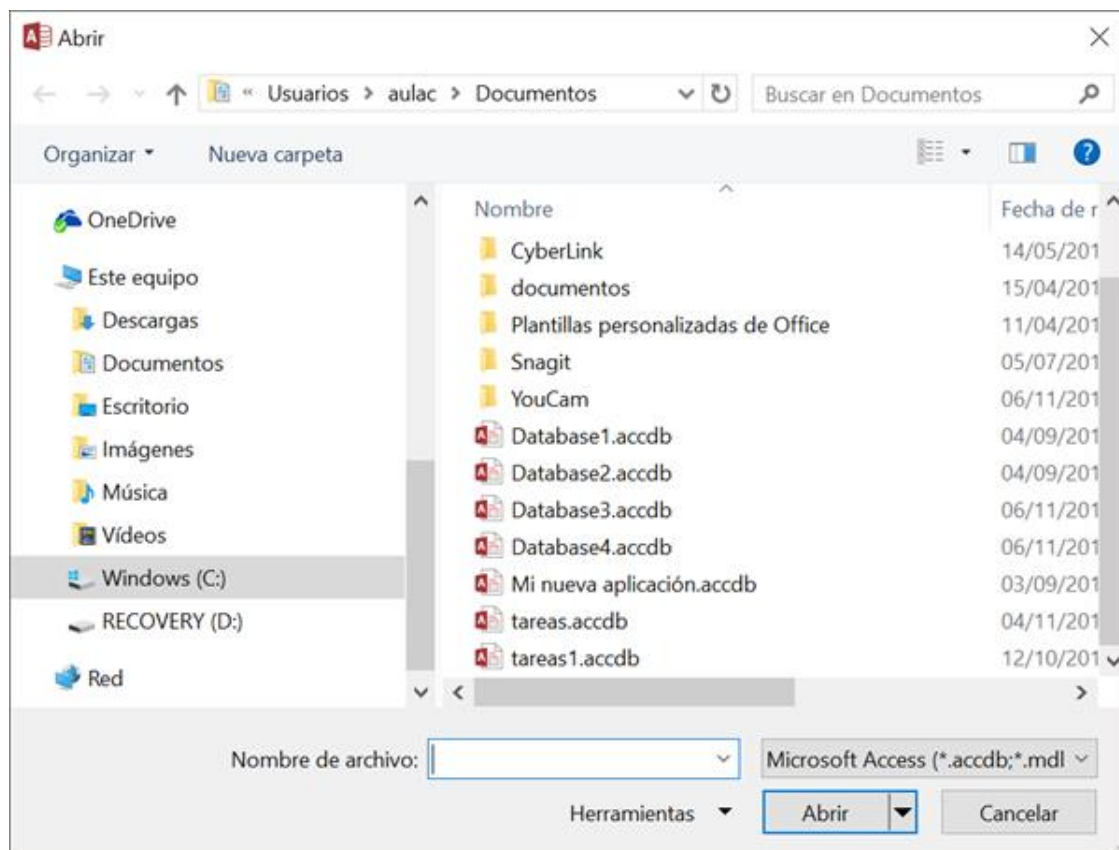 Abrir
« Usuarios > aulac > Documentos
Buscar en Documentos
Organizar
Nueva carpeta
OneDrive
Este equipo
Descargas
Documentos
Escritorio
Imágenes
Música
Vídeos
Windows (C:)
RECOVERY (D:)
Red
Nombre Fecha de r
CyberLink 14/05/201
documentos 15/04/201
Plantillas personalizadas de Office 11/04/201
Snagit 05/07/201
YouCam 06/11/201
Database1.accdb 04/09/201
Database2.accdb 04/09/201
Database3.accdb 06/11/201
Database4.accdb 06/11/201
Mi nueva aplicación.accdb 03/09/201
tareas.accdb 04/11/201
tareas1.accdb 12/10/201
Nombre de archivo:
Microsoft Access (*.accdb;*.mdl
Herramientas
Abrir
Cancelar